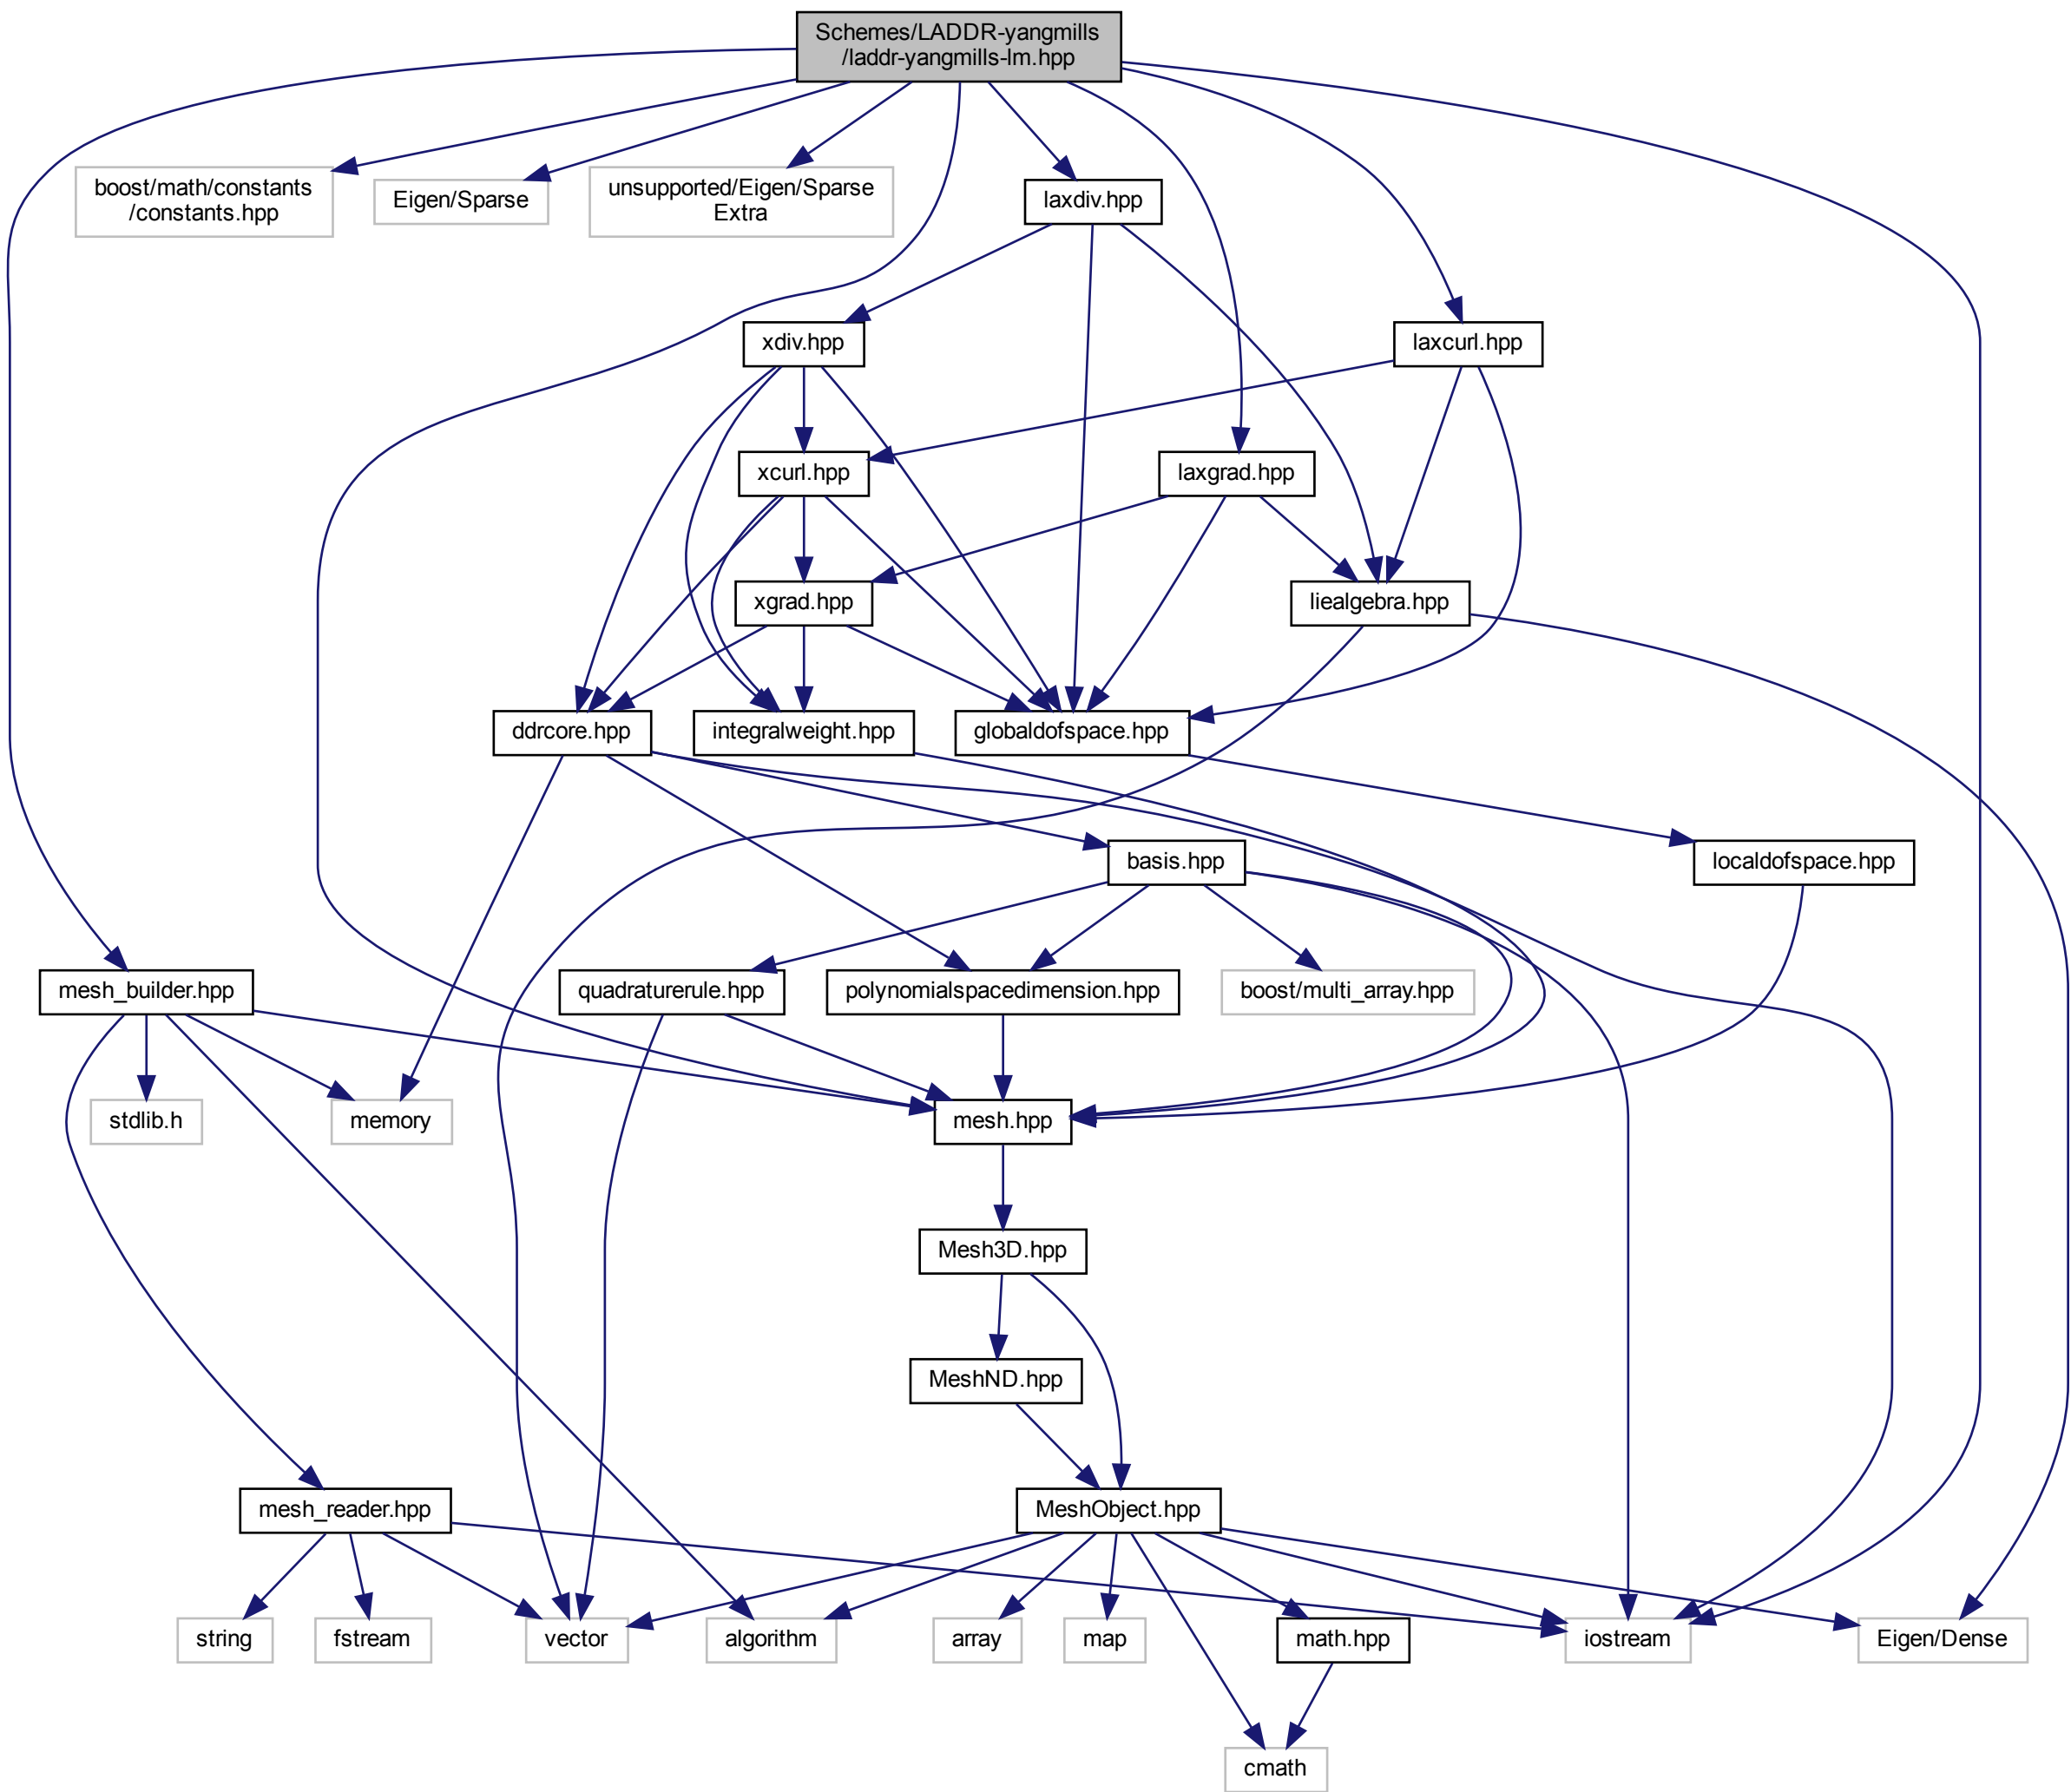 Schemes/LADDR-yangmills
/laddr-yangmills-lm.hpp
boost/math/constants
/constants.hpp
Eigen/Sparse
unsupported/Eigen/Sparse
Extra
laxdiv.hpp
xdiv.hpp
laxcurl.hpp
xcurl.hpp
laxgrad.hpp
xgrad.hpp
liealgebra.hpp
ddrcore.hpp
integralweight.hpp
globaldofspace.hpp
basis.hpp
localdofspace.hpp
mesh_builder.hpp
quadraturerule.hpp
polynomialspacedimension.hpp
boost/multi_array.hpp
stdlib.h
memory
mesh.hpp
Mesh3D.hpp
MeshND.hpp
mesh_reader.hpp
MeshObject.hpp
string
fstream
vector
algorithm
array
map
math.hpp
iostream
Eigen/Dense
cmath